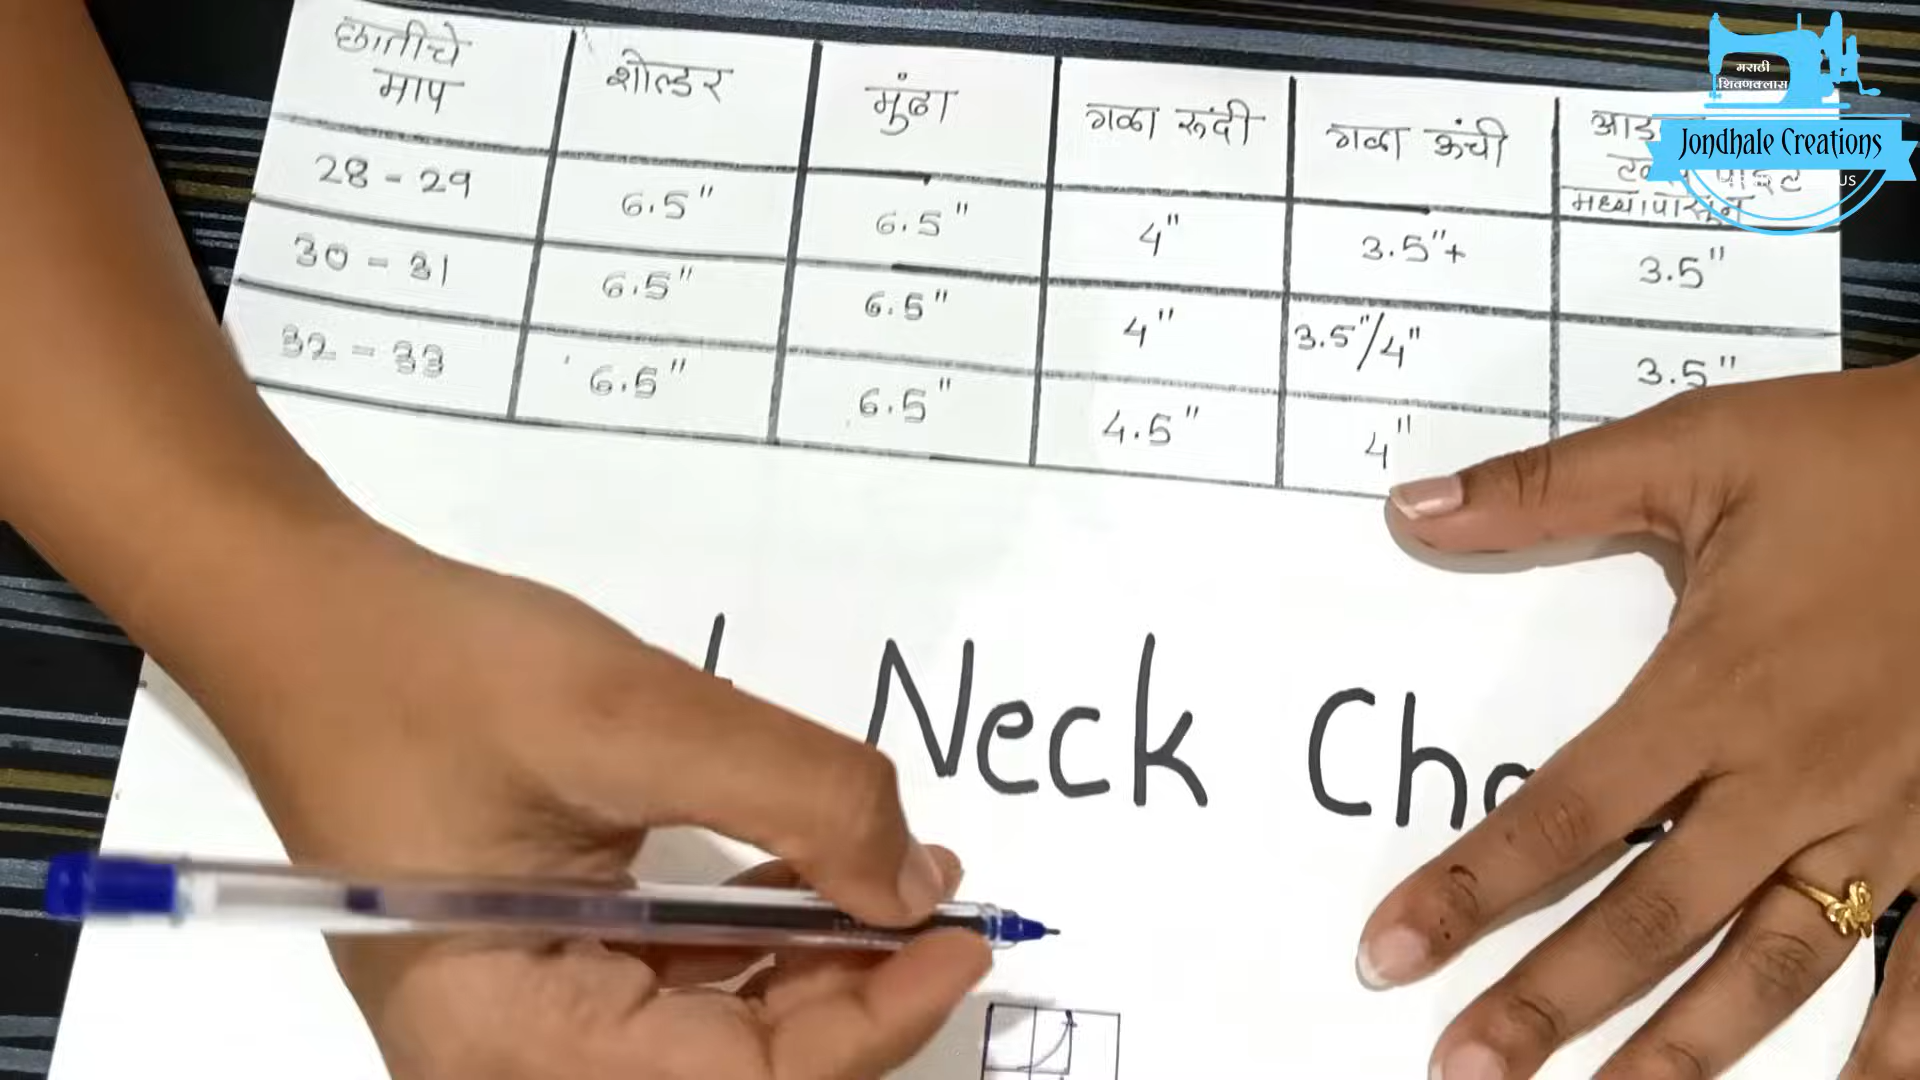 छातीचे माप शोल्डर मुंढा गळा रुंदी गळा ऊंची
मध्यापासून
28 - 29 6.5" 6.5" 4" 3.5"+ 3.5"
30 - 31 6.5" 6.5" 4" 3.5"/4" 3.5"
32 - 33 6.5" 6.5" 4.5" 4"
Neck
मराठी
शिवणक्लास
Jondhale Creations